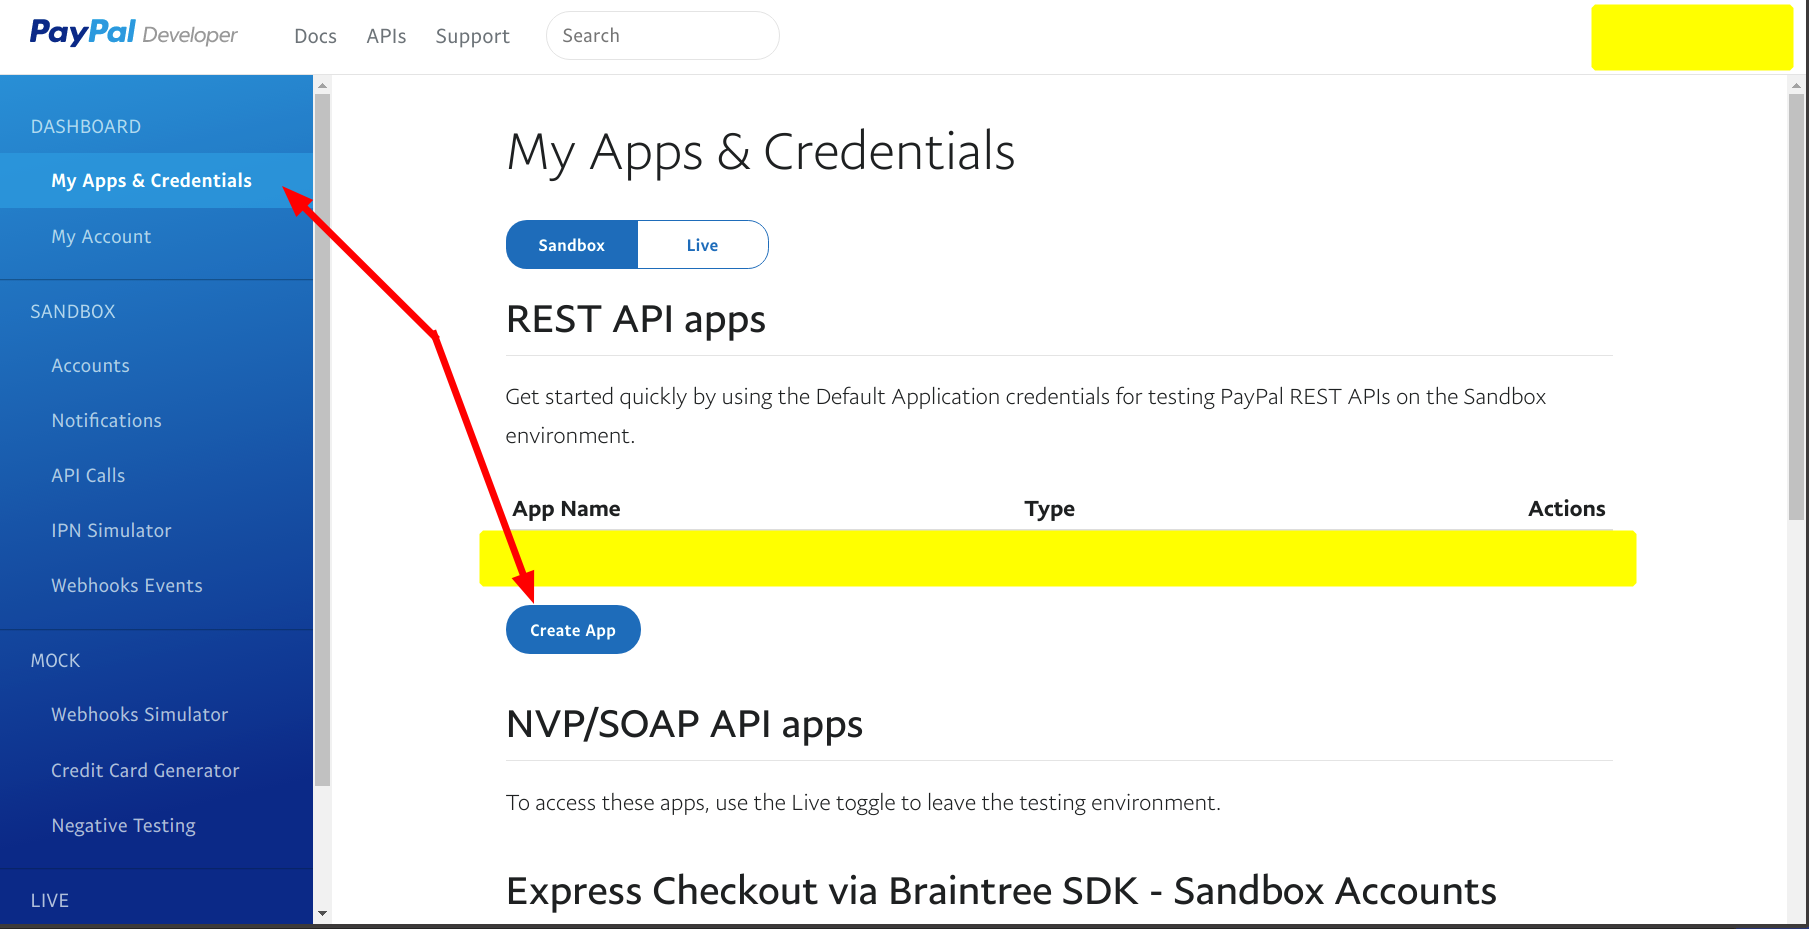 PayPal Developer
Docs
APIs
Support
Search
DASHBOARD
My Apps & Credentials
My Account
SANDBOX
Accounts
Notifications
API Calls
IPN Simulator
Webhooks Events
MOCK
Webhooks Simulator
Credit Card Generator
Negative Testing
LIVE
My Apps & Credentials
Sandbox
Live
REST API apps
Get started quickly by using the Default Application credentials for testing PayPal REST APIs on the Sandbox
environment.
App Name
Type
Actions
Create App
NVP/SOAP API apps
To access these apps, use the Live toggle to leave the testing environment.
Express Checkout via Braintree SDK - Sandbox Accounts